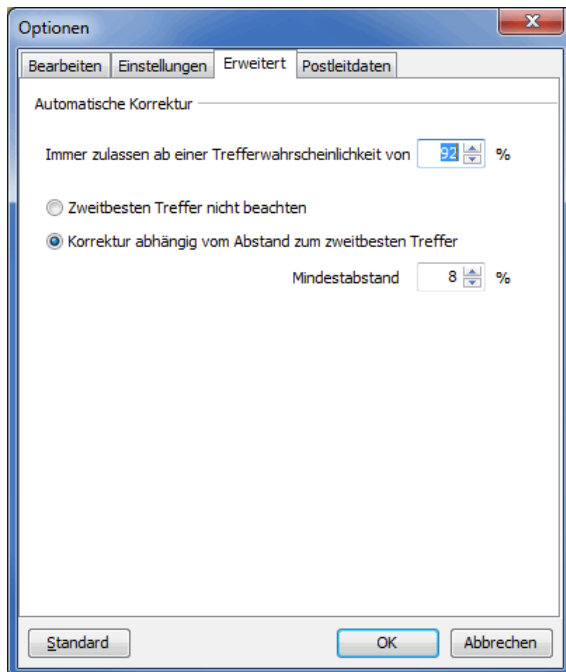 Optionen
Bearbeiten Einstellungen Erweitert Postleitdaten
Automatische Korrektur
Immer zulassen ab einer Trefferwahrscheinlichkeit von 92 %
Zweitbesten Treffer nicht beachten
Korrektur abhängig vom Abstand zum zweitbesten Treffer
Mindestabstand 8 %
Standard OK Abbrechen